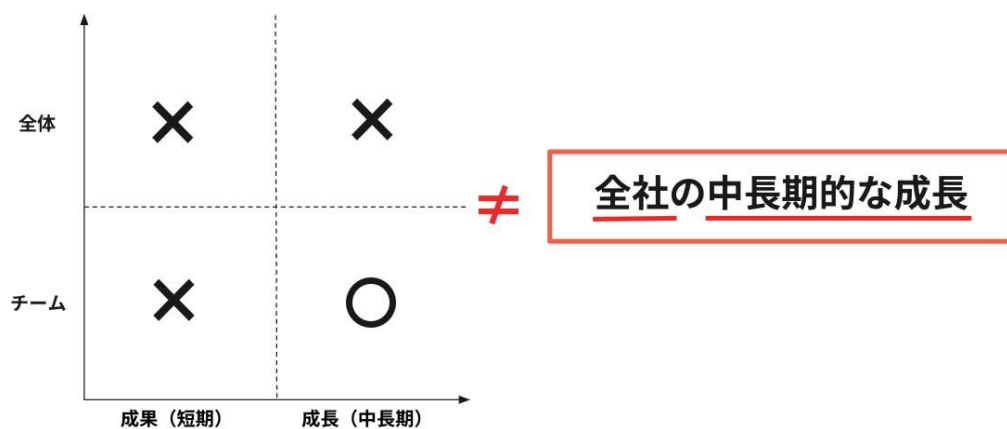 全体
≠
全社の中長期的な成長
チーム
成果（短期）
成長（中長期）